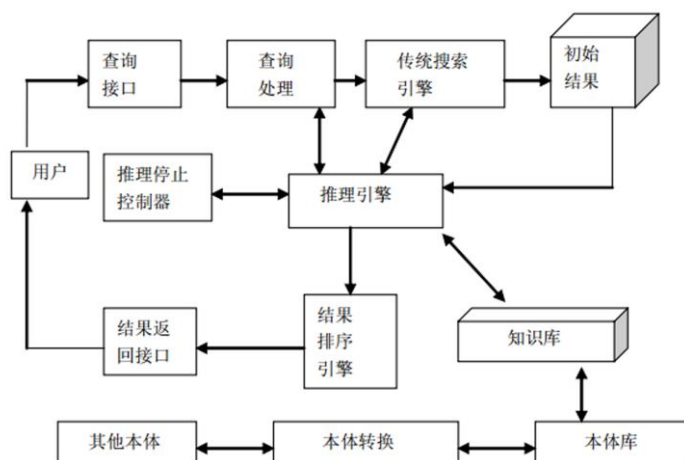 查询
接口
查询
处理
传统搜索
引擎
初始
结果
用户
推理停止
控制器
推理引擎
结果返
回接口
结果
排序
引擎
知识库
其他本体
本体转换
本体库